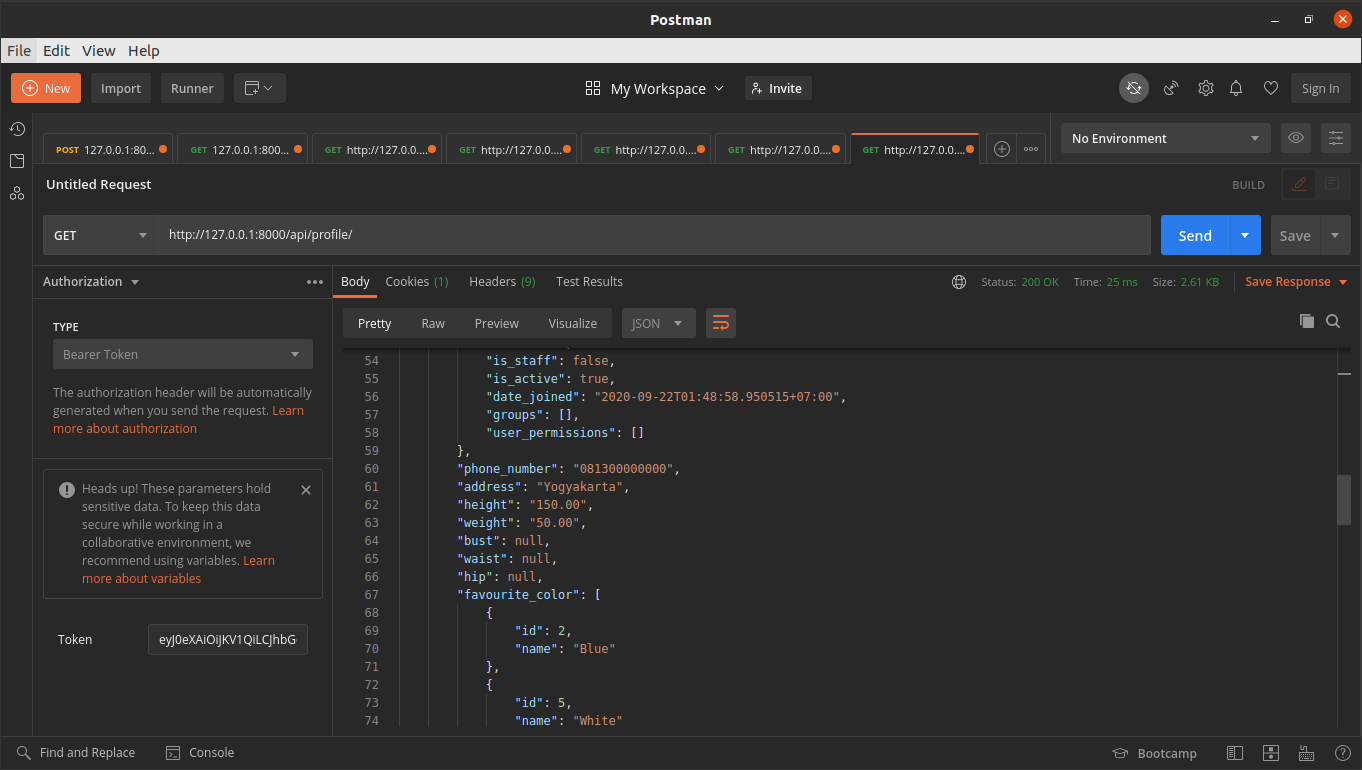 Postman
File Edit View Help
New Import Runner My Workspace Invite Sign In
POST 127.0.0.1:80... GET 127.0.0.1:800... GET http://127.0.0.... GET http://127.0.0.... GET http://127.0.0.... GET http://127.0.0.... GET http://127.0.0.... No Environment
Untitled Request BUILD
GET http://127.0.0.1:8000/api/profile/ Send Save
Authorization Body Cookies (1) Headers (9) Test Results Status: 200 OK Time: 25 ms Size: 2.61 KB Save Response
TYPE
Bearer Token
The authorization header will be automatically
generated when you send the request. Learn
more about authorization
Heads up! These parameters hold
sensitive data. To keep this data
secure while working in a
collaborative environment, we
recommend using variables. Learn
more about variables
Token eyJ0eXAiOiJKV1QiLCJhbG
Pretty Raw Preview Visualize JSON
54 "is_staff": false,
55 "is_active": true,
56 "date_joined": "2020-09-22T01:48:58.950515+07:00",
57 "groups": [],
58 "user_permissions": []
59 },
60 "phone_number": "081300000000",
61 "address": "Yogyakarta",
62 "height": "150.00",
63 "weight": "50.00",
64 "bust": null,
65 "waist": null,
66 "hip": null,
67 "favourite_color": [
68 {
69 "id": 2,
70 "name": "Blue"
71 },
72 {
73 "id": 5,
74 "name": "White"
Find and Replace Console Bootcamp